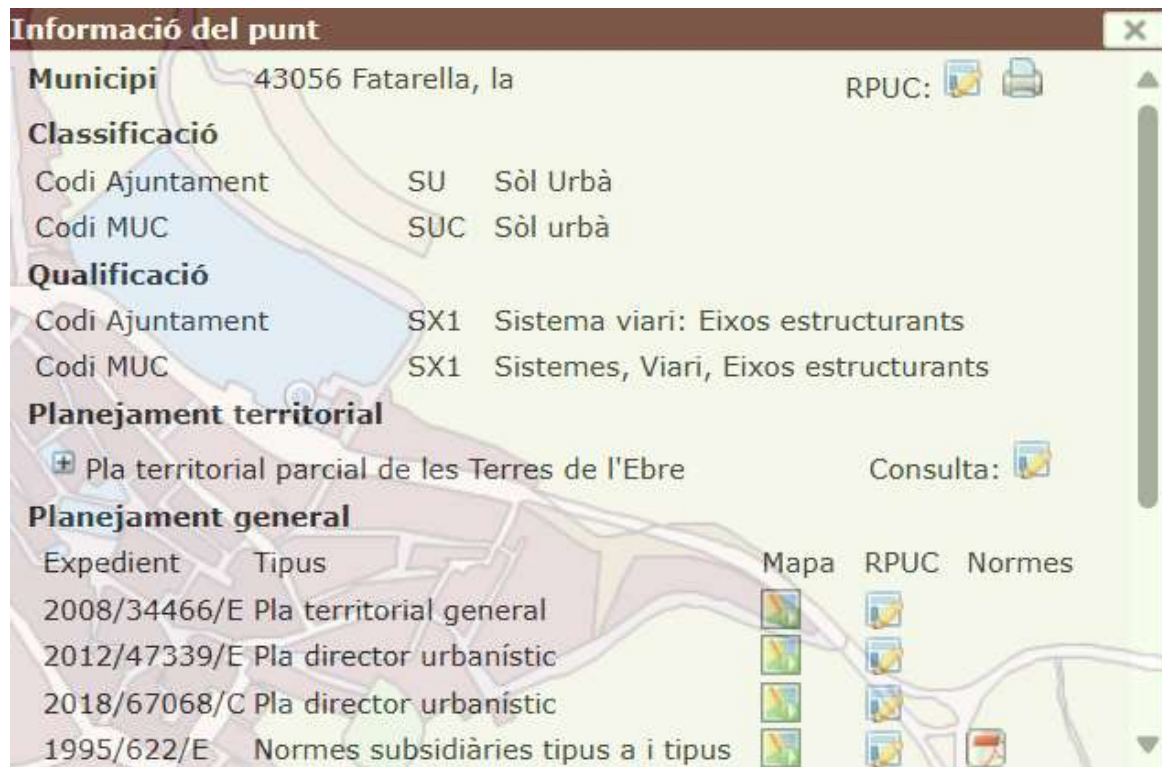 Informació del punt
Municipi 43056 Fatarella, la RPUC:
Classificació
Codi Ajuntament SU Sòl Urbà
Codi MUC SUC Sòl urbà
Qualificació
Codi Ajuntament SX1 Sistema viari: Eixos estructurants
Codi MUC SX1 Sistemes, Viari, Eixos estructurants
Planejament territorial
Pla territorial parcial de les Terres de l'Ebre Consulta:
Planejament general
Expedient Tipus Mapa RPUC Normes
2008/34466/E Pla territorial general
2012/47339/E Pla director urbanístic
2018/67068/C Pla director urbanístic
1995/622/E Normes subsidiàries tipus a i tipus